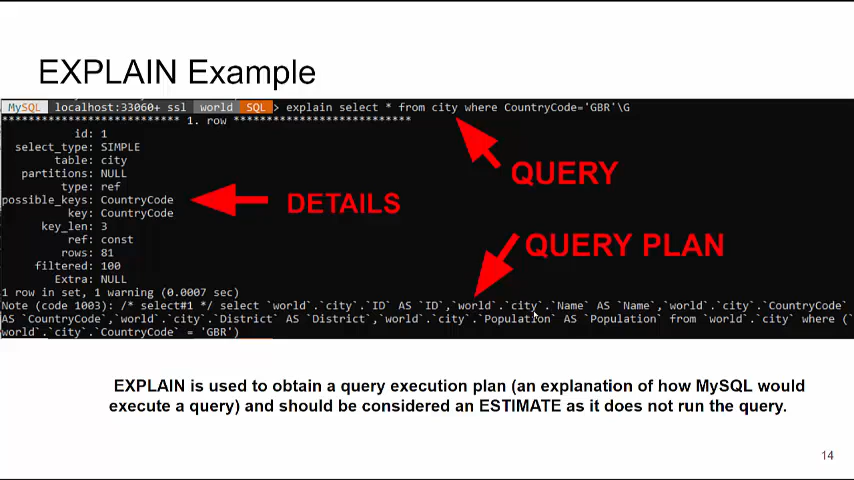 EXPLAIN Example
MySQL localhost:33060+ ssl world SQL > explain select * from city where CountryCode='GBR'\G
*************************** 1. row ***************************
id: 1
select_type: SIMPLE
table: city
partitions: NULL
type: ref
possible_keys: CountryCode
key: CountryCode
key_len: 3
ref: const
rows: 81
filtered: 100
Extra: NULL
QUERY
DETAILS
QUERY PLAN
1 row in set, 1 warning (0.0007 sec)
Note (code 1003): /* select#1 */ select `world`.`city`.`ID` AS `ID`,`world`.`city`.`Name` AS `Name`,`world`.`city`.`CountryCode`
AS `CountryCode`,`world`.`city`.`District` AS `District`,`world`.`city`.`Population` AS `Population` from `world`.`city` where (`
world`.`city`.`CountryCode` = 'GBR')
EXPLAIN is used to obtain a query execution plan (an explanation of how MySQL would
execute a query) and should be considered an ESTIMATE as it does not run the query.
14